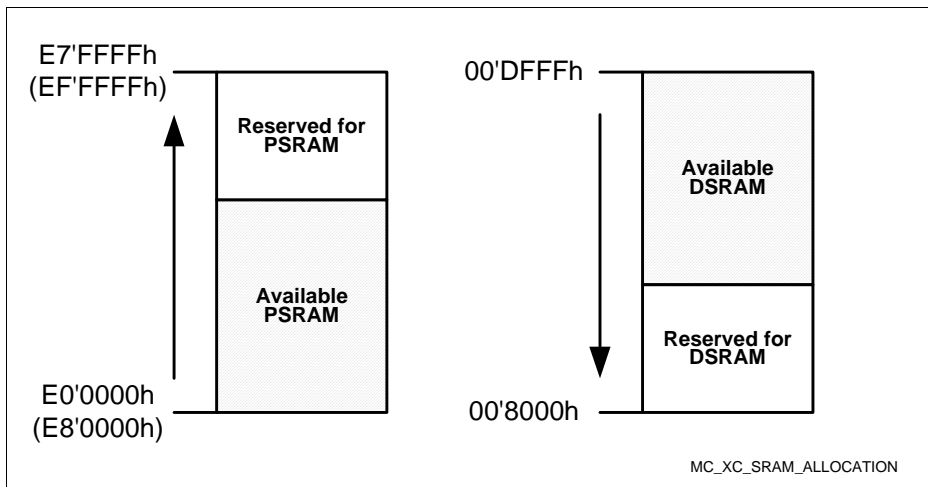 E7'FFFFh
(EF'FFFFh)
Reserved for
PSRAM
Available
PSRAM
E0'0000h
(E8'0000h)
00'DFFFh
Available
DSRAM
Reserved for
DSRAM
00'8000h
MC_XC_SRAM_ALLOCATION